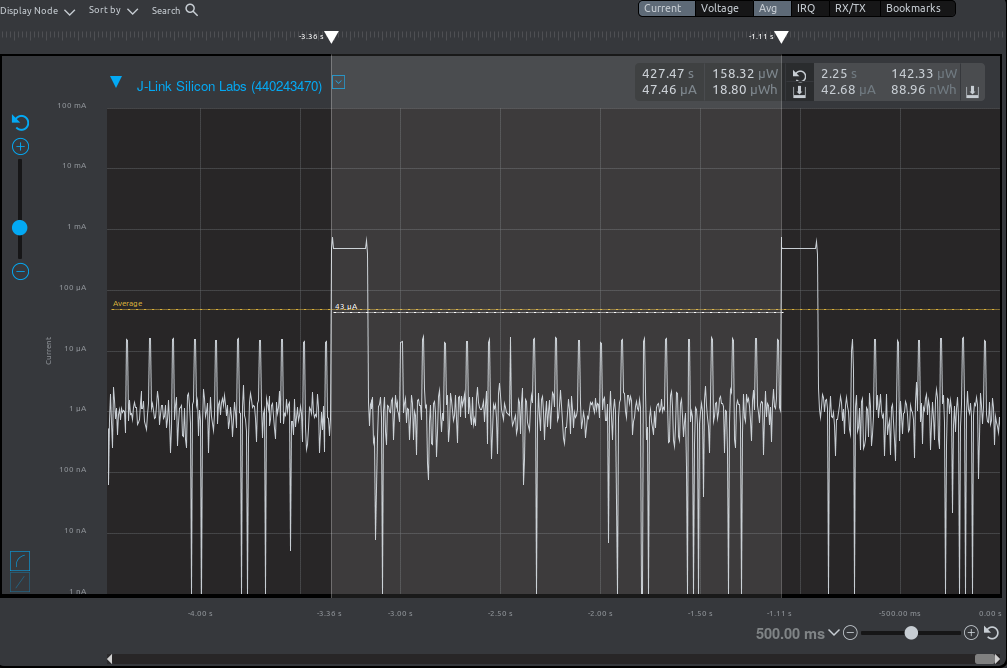 Display Node Sort by Search Current Voltage Avg IRQ RX/TX Bookmarks
-3.36 s -1.11 s
J-Link Silicon Labs (440243470)
427.47 s 158.32 µW 2.25 s 142.33 µW
47.46 µA 18.80 µWh 42.68 µA 88.96 nWh
100 mA
10 mA
1 mA
100 µA
Average 43 µA
10 µA
Current
1 µA
100 nA
10 nA
1 nA
-4.00 s -3.36 s -3.00 s -2.50 s -2.00 s -1.50 s -1.11 s -500.00 ms 0.00 s
500.00 ms